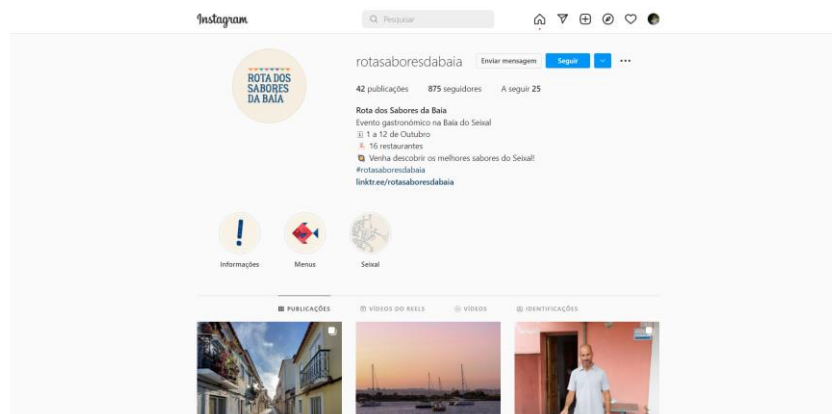 Instagram
Pesquisar
ROTA DOS
SABORES
DA BAÍA
rotasaboresdabaia Enviar mensagem Seguir
42 publicações 875 seguidores A seguir 25
Rota dos Sabores da Baía
Evento gastronómico na Baía do Seixal
1 a 12 de Outubro
16 restaurantes
Venha descobrir os melhores sabores do Seixal!
#rotasaboresdabaia
linktr.ee/rotasaboresdabaia
Informações Menus Seixal
PUBLICAÇÕES VÍDEOS DO REELS VÍDEOS IDENTIFICAÇÕES